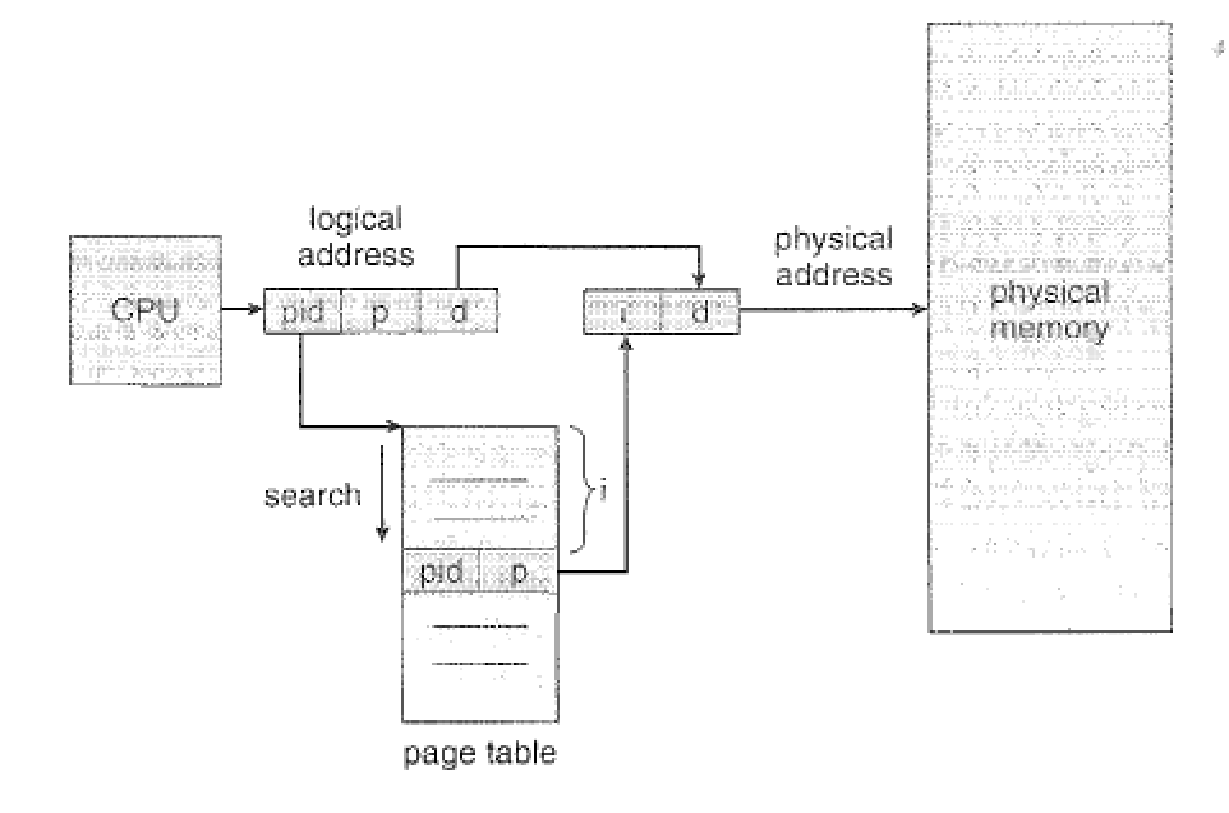 logical
address
physical
address
CPU
pid p d
i d
physical
memory
search
i
pid p
page table